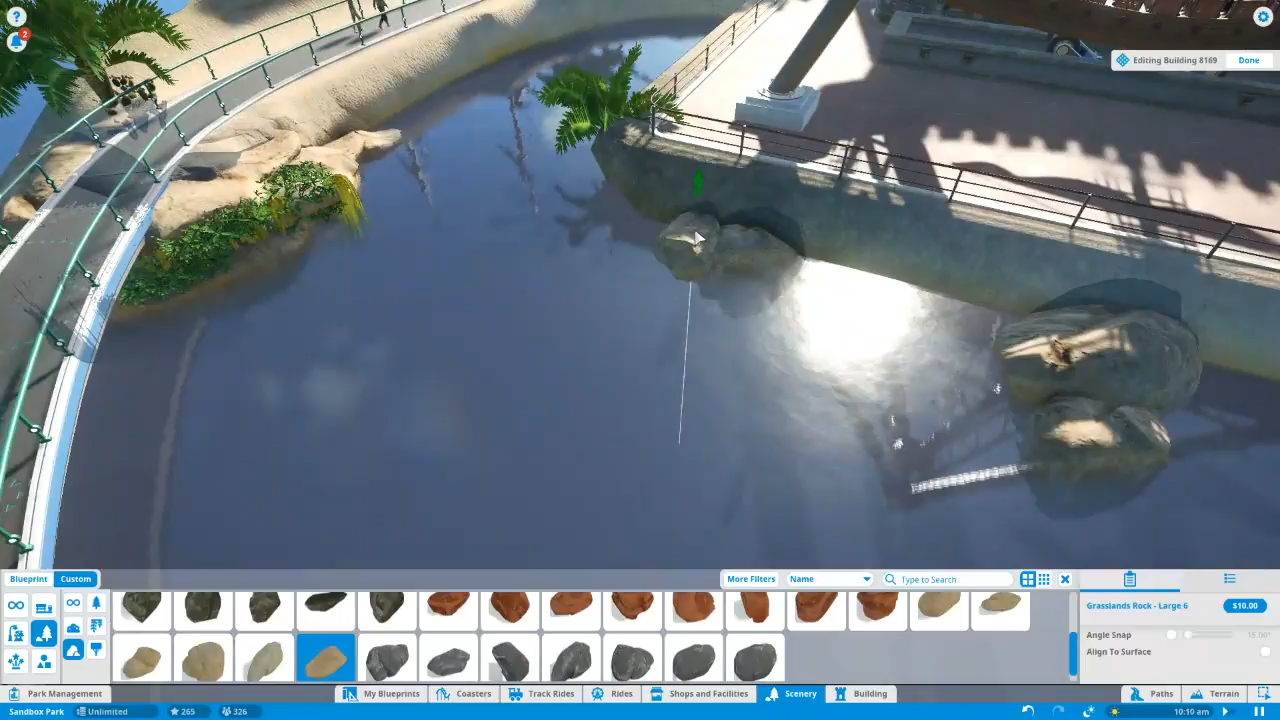 ?
2
Editing Building 8169
Done
Blueprint
Custom
More Filters
Name
Type to Search
Grasslands Rock - Large 6
$10.00
Angle Snap
15.00°
Align To Surface
Park Management
My Blueprints
Coasters
Track Rides
Rides
Shops and Facilities
Scenery
Building
Paths
Terrain
Sandbox Park
Unlimited
265
326
10:10 am